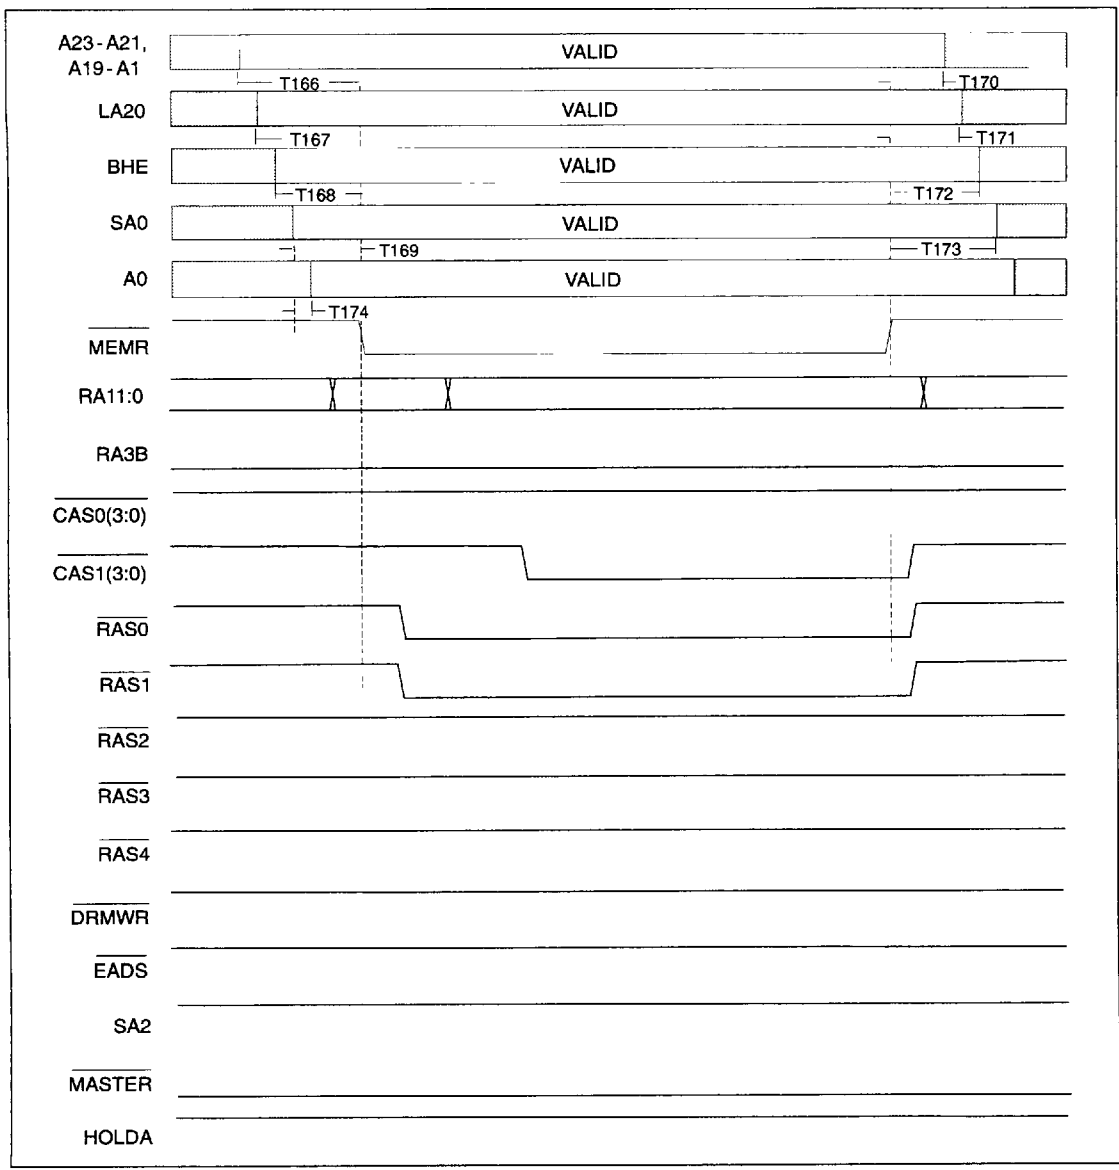 A23-A21,
A19-A1
VALID
T166
T170
LA20
VALID
T167
T171
BHE
VALID
T168
T172
SA0
VALID
T169
T173
A0
VALID
T174
MEMR
RA11:0
RA3B
CAS0(3:0)
CAS1(3:0)
RAS0
RAS1
RAS2
RAS3
RAS4
DRMWR
EADS
SA2
MASTER
HOLDA